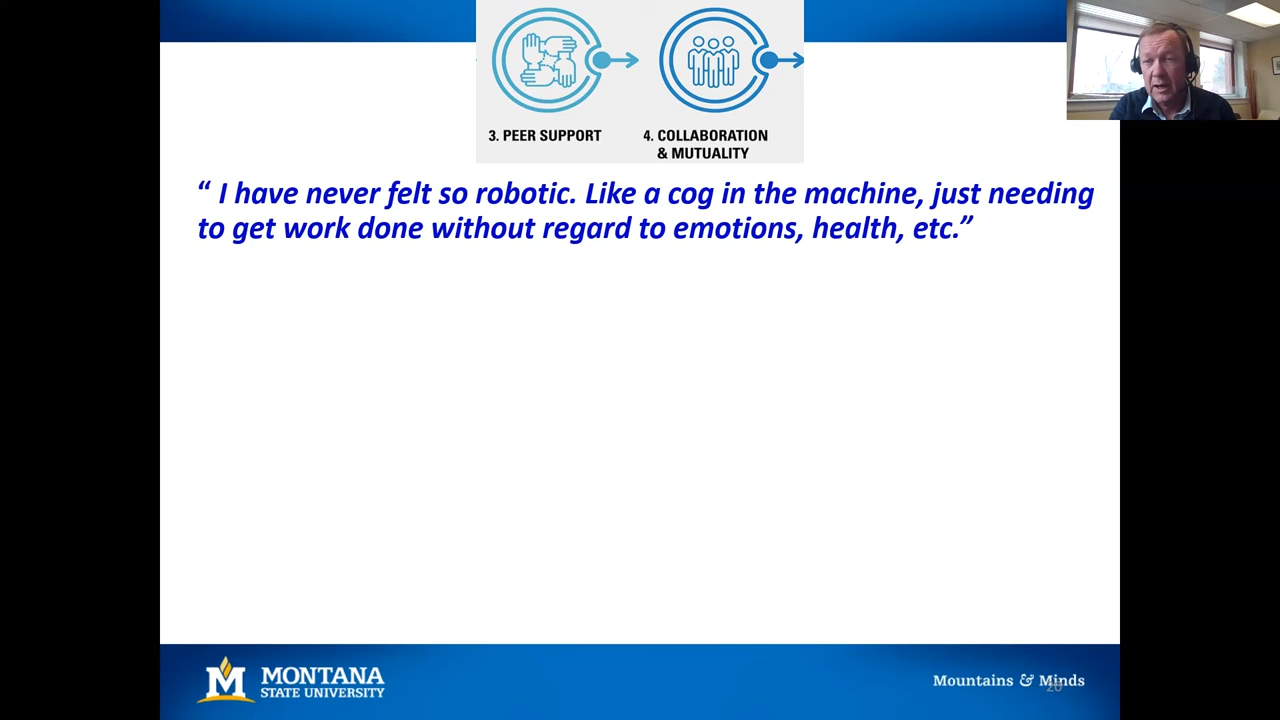 3. PEER SUPPORT
4. COLLABORATION
& MUTUALITY
“ I have never felt so robotic. Like a cog in the machine, just needing
to get work done without regard to emotions, health, etc.”
M MONTANA
STATE UNIVERSITY
Mountains & Minds
20